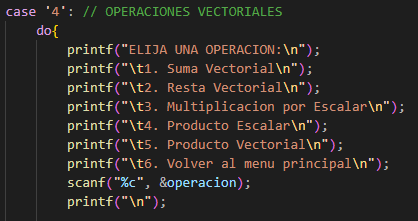 case '4': // OPERACIONES VECTORIALES
do{
printf("ELIJA UNA OPERACION:\n");
printf("\t1. Suma Vectorial\n");
printf("\t2. Resta Vectorial\n");
printf("\t3. Multiplicacion por Escalar\n");
printf("\t4. Producto Escalar\n");
printf("\t5. Producto Vectorial\n");
printf("\t6. Volver al menu principal\n");
scanf("%c", &operacion);
printf("\n");